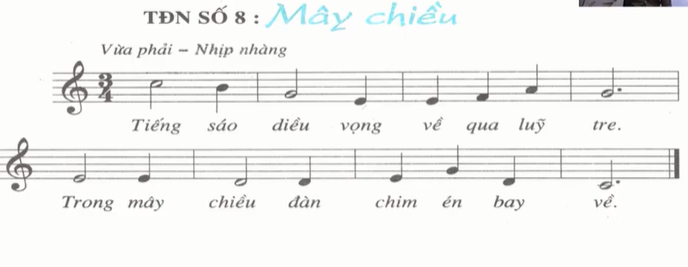 TĐN SỐ 8 : Mây chiều
Vừa phải – Nhịp nhàng
3
4
Tiếng sáo diều vọng về qua luỹ tre.
Trong mây chiều đàn chim én bay về.